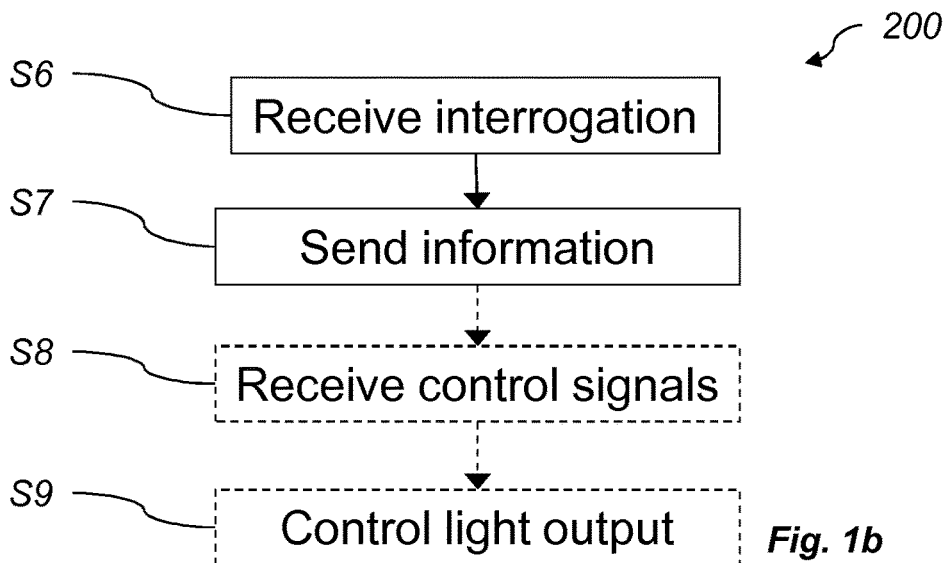 200
S6
Receive interrogation
S7
Send information
S8
Receive control signals
S9
Control light output
Fig. 1b